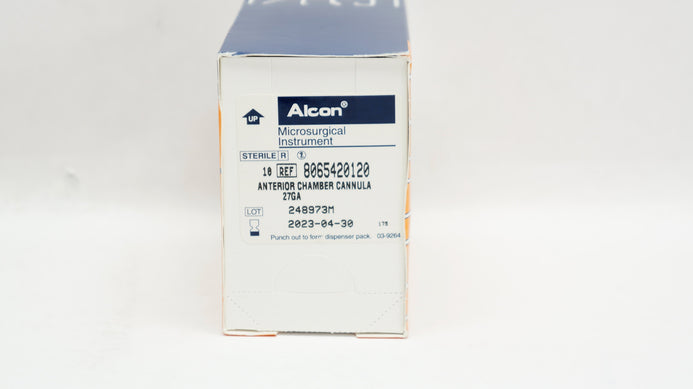 UP
Alcon®
Microsurgical
Instrument
STERILE R 1
10 REF 8065420120
ANTERIOR CHAMBER CANNULA
27GA
LOT 248973M
2023-04-30
Punch out to form dispenser pack. 03-9264